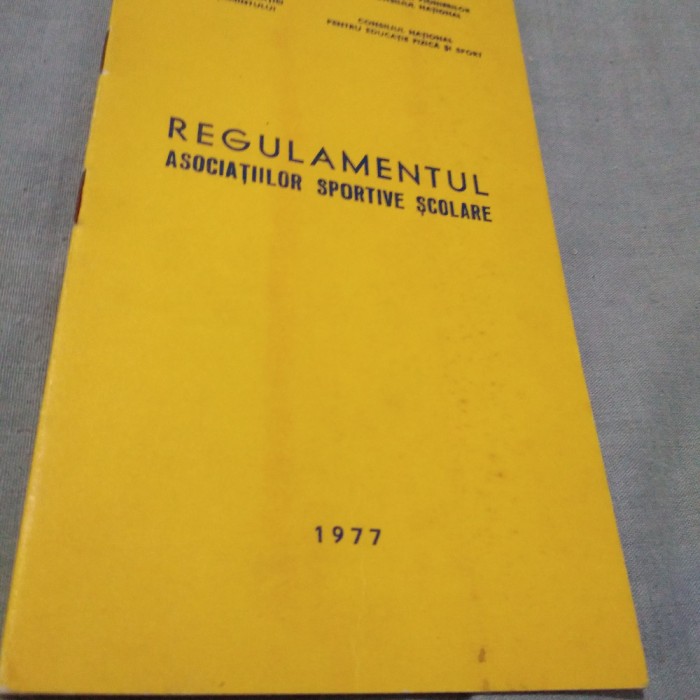 CONSILIUL NAȚIONAL
PENTRU EDUCAȚIE FIZICĂ ȘI SPORT
REGULAMENTUL
ASOCIAȚIILOR SPORTIVE ȘCOLARE
1977